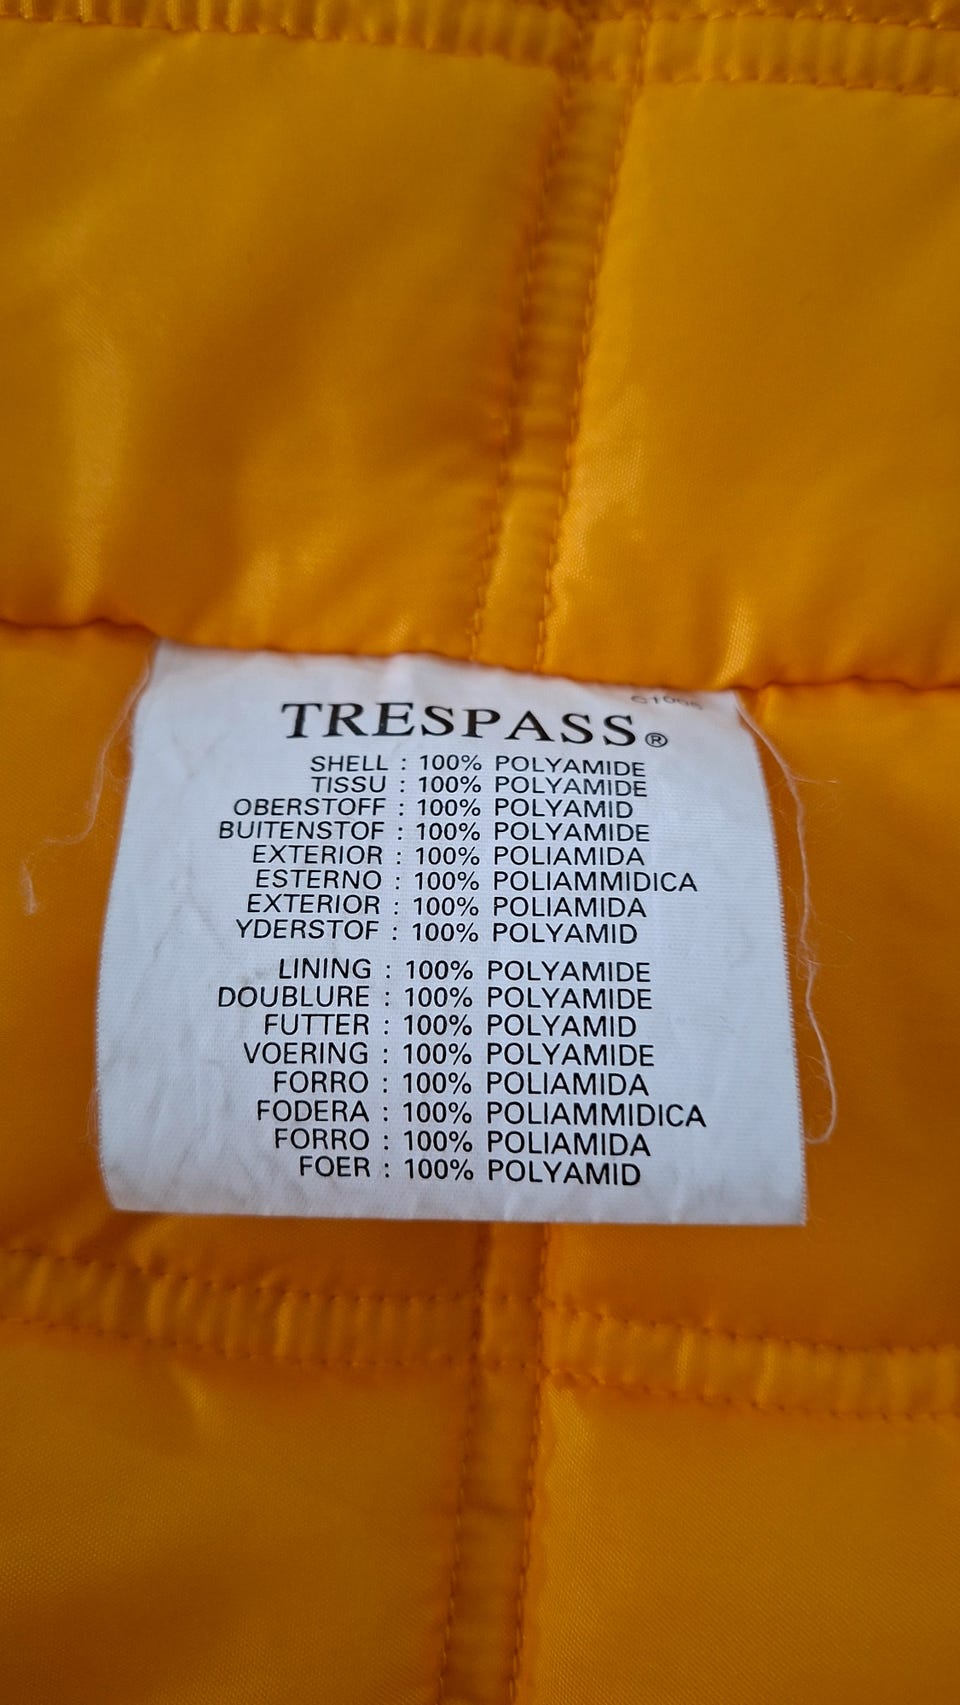 TRESPASS®
SHELL : 100% POLYAMIDE
TISSU : 100% POLYAMIDE
OBERSTOFF : 100% POLYAMID
BUITENSTOF : 100% POLYAMIDE
EXTERIOR : 100% POLIAMIDA
ESTERNO : 100% POLIAMMIDICA
EXTERIOR : 100% POLIAMIDA
YDERSTOF : 100% POLYAMID
LINING : 100% POLYAMIDE
DOUBLURE : 100% POLYAMIDE
FUTTER : 100% POLYAMID
VOERING : 100% POLYAMIDE
FORRO : 100% POLIAMIDA
FODERA : 100% POLIAMMIDICA
FORRO : 100% POLIAMIDA
FOER : 100% POLYAMID